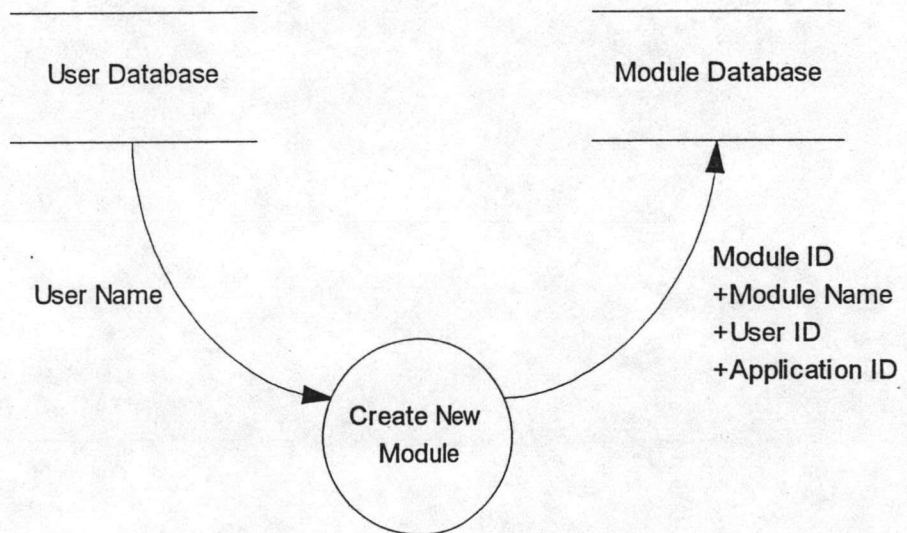 User Database
Module Database
User Name
Module ID
+Module Name
+User ID
+Application ID
Create New
Module